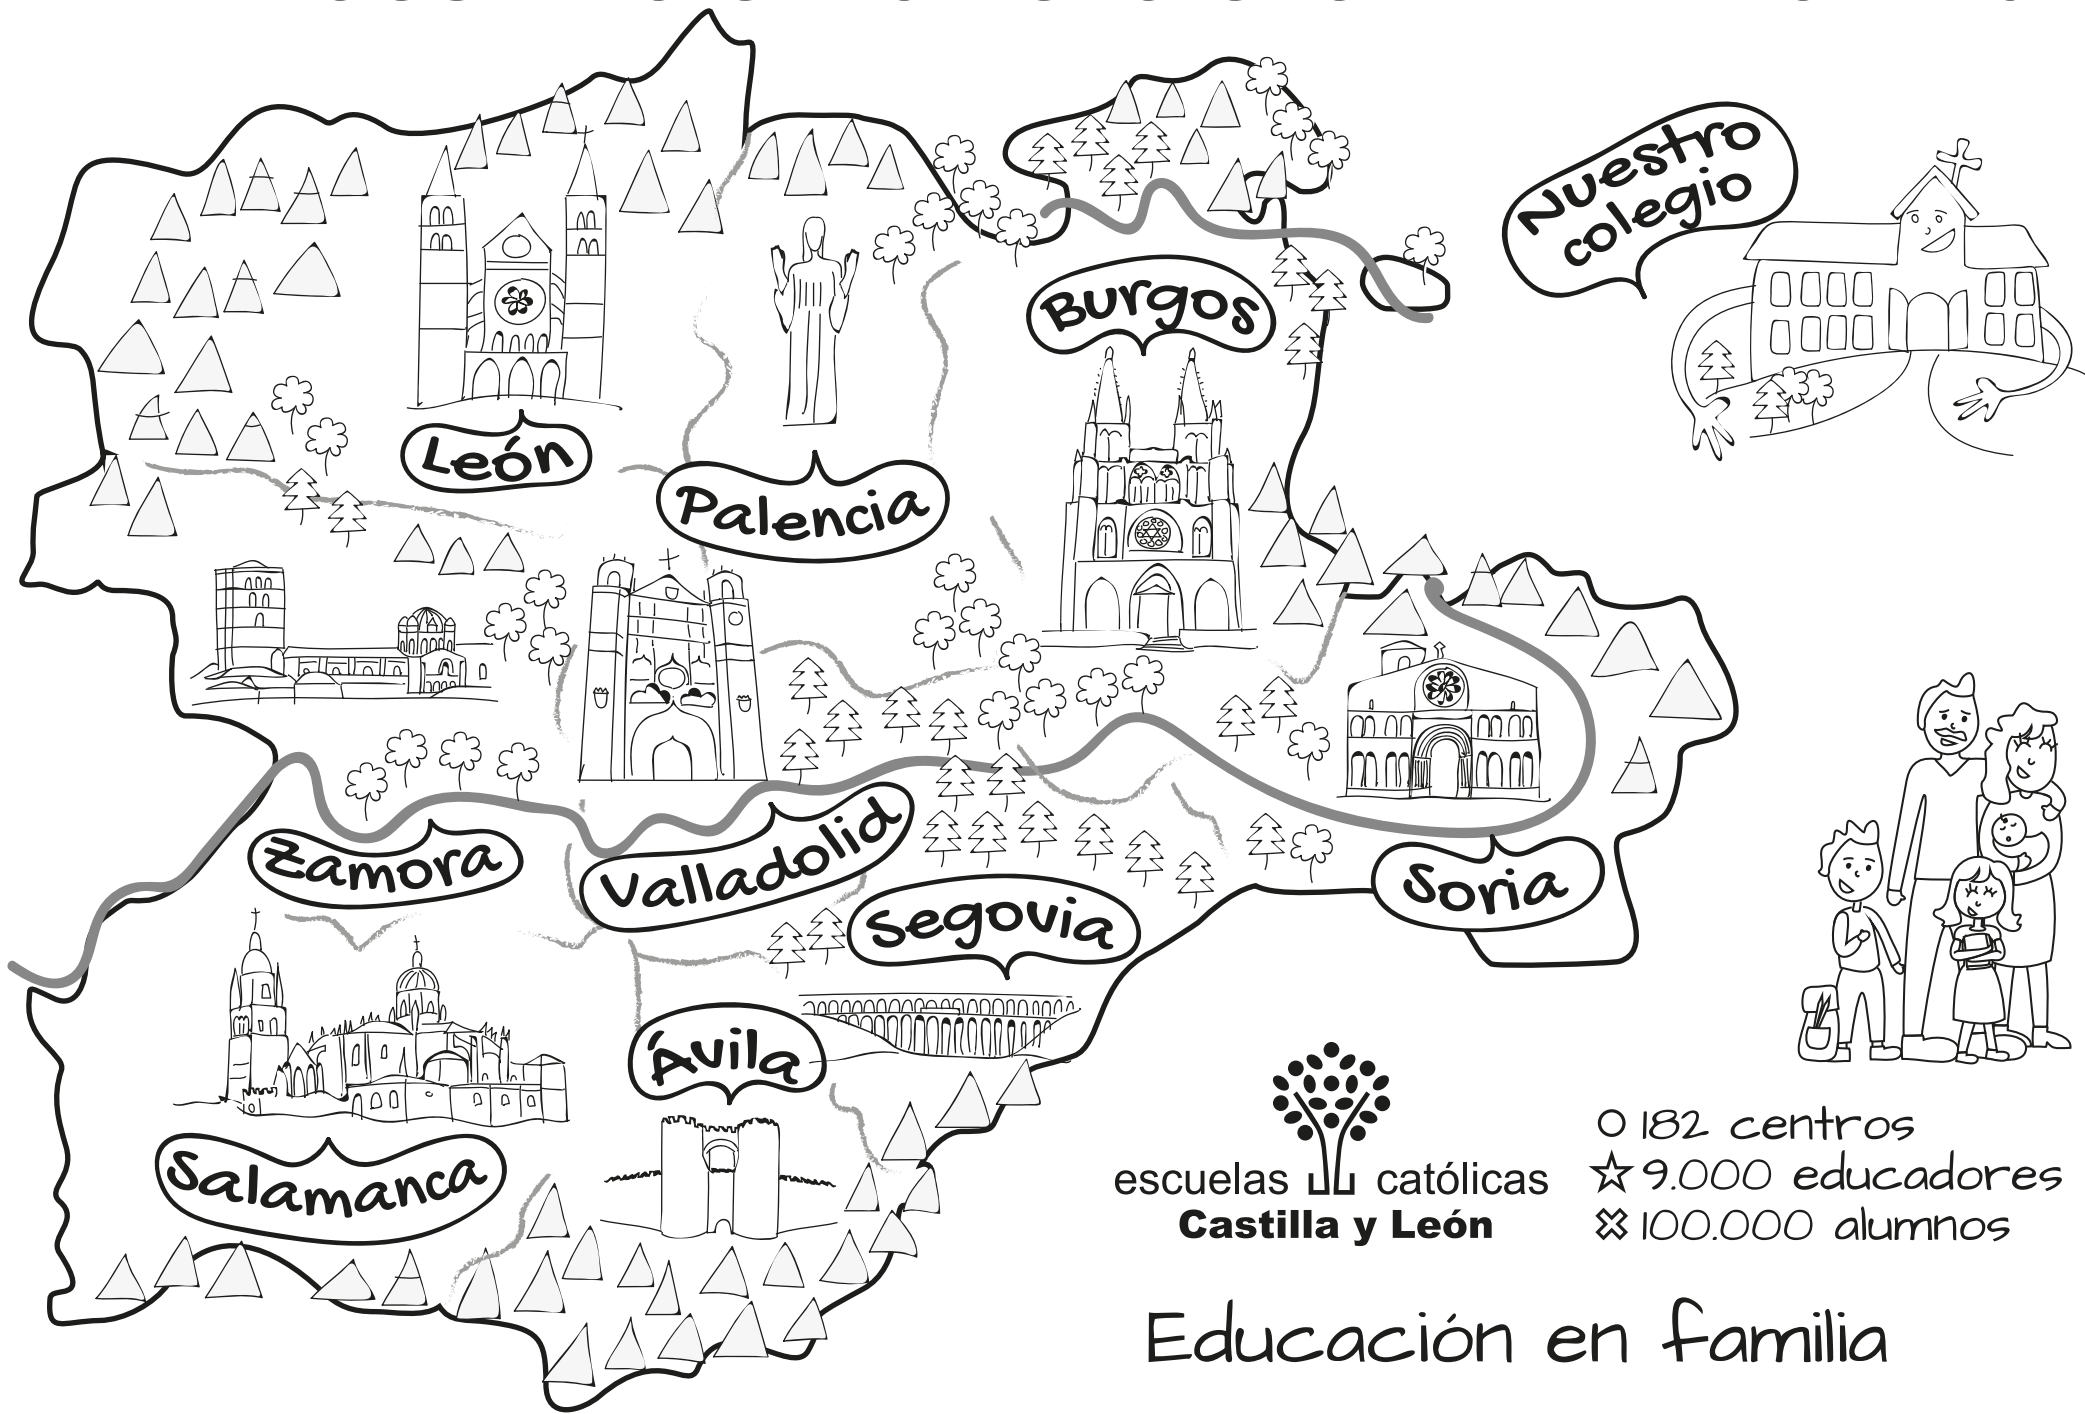 Nuestro
colegio
Burgos
León
Palencia
Zamora
Valladolid
Soria
Segovia
Ávila
Salamanca
escuelas católicas
Castilla y León
182 centros
9.000 educadores
100.000 alumnos
Educación en familia